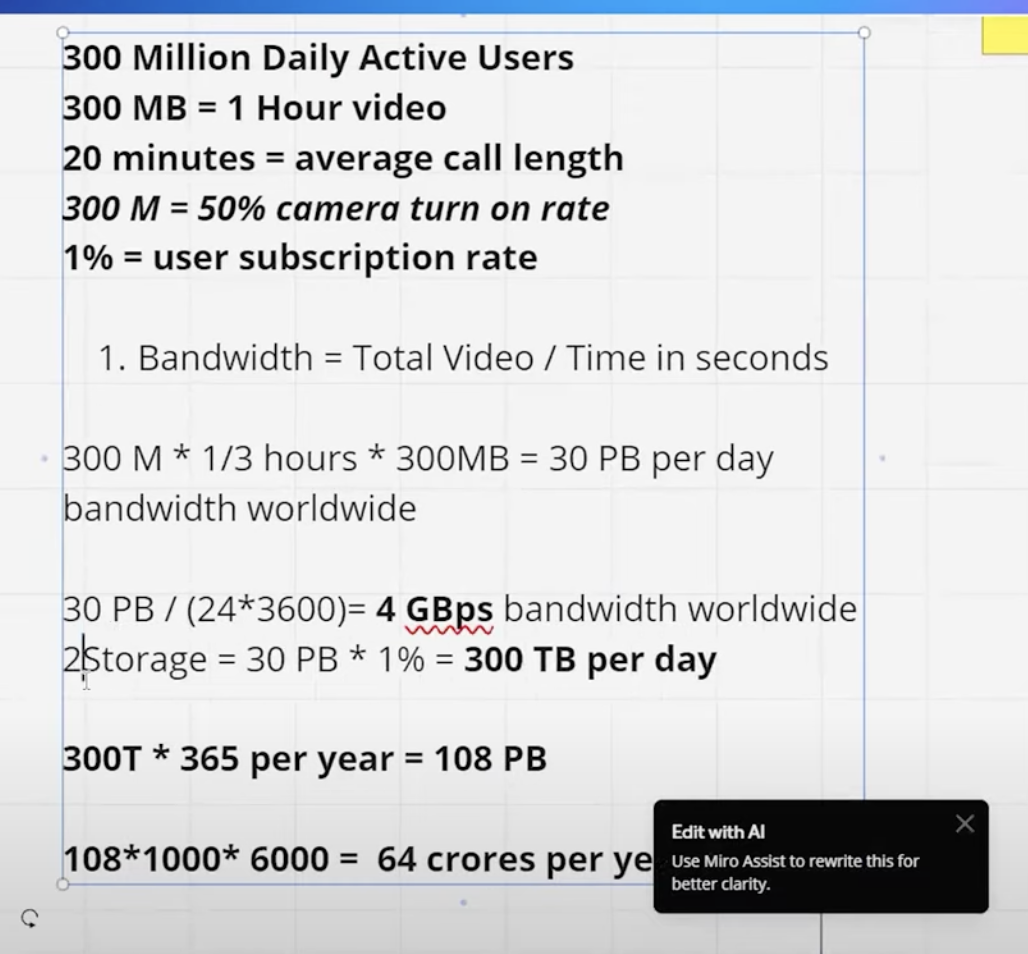 300 Million Daily Active Users
300 MB = 1 Hour video
20 minutes = average call length
300 M = 50% camera turn on rate
1% = user subscription rate
1. Bandwidth = Total Video / Time in seconds
300 M * 1/3 hours * 300MB = 30 PB per day
bandwidth worldwide
30 PB / (24*3600)= 4 GBps bandwidth worldwide
2Storage = 30 PB * 1% = 300 TB per day
300T * 365 per year = 108 PB
108*1000* 6000 = 64 crores per ye
Edit with AI
Use Miro Assist to rewrite this for
better clarity.